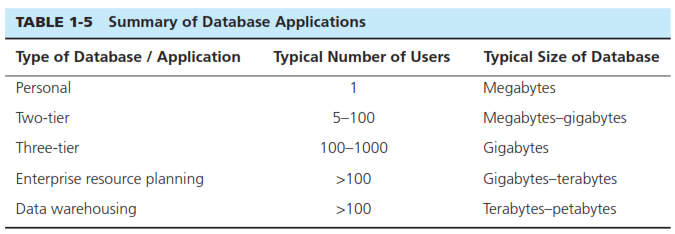 TABLE 1-5 Summary of Database Applications
Type of Database / Application Typical Number of Users Typical Size of Database
Personal 1 Megabytes
Two-tier 5–100 Megabytes–gigabytes
Three-tier 100–1000 Gigabytes
Enterprise resource planning >100 Gigabytes–terabytes
Data warehousing >100 Terabytes–petabytes